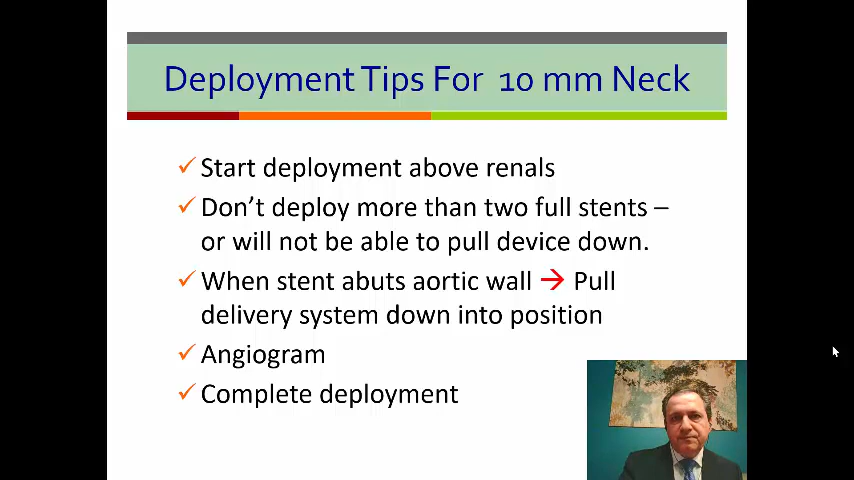 Deployment Tips For 10 mm Neck
✓ Start deployment above renals
✓ Don't deploy more than two full stents –
or will not be able to pull device down.
✓ When stent abuts aortic wall → Pull
delivery system down into position
✓ Angiogram
✓ Complete deployment